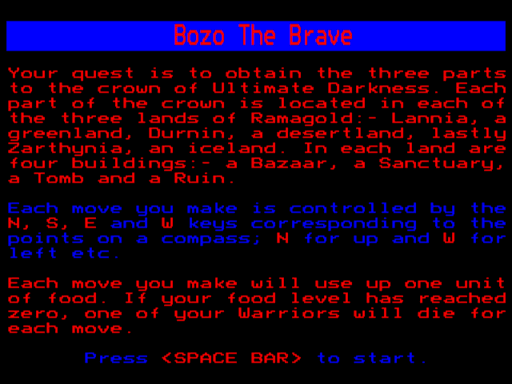 Bozo The Brave
Your quest is to obtain the three parts
to the crown of Ultimate Darkness. Each
part of the crown is located in each of
the three lands of Ramagold:- Lannia, a
greenland, Durnin, a desertland, lastly
Zarthynia, an iceland. In each land are
four buildings:- a Bazaar, a Sanctuary,
a Tomb and a Ruin.
Each move you make is controlled by the
N, S, E and W keys corresponding to the
points on a compass; N for up and W for
left etc.
Each move you make will use up one unit
of food. If your food level has reached
zero, one of your Warriors will die for
each move.
Press <SPACE BAR> to start.